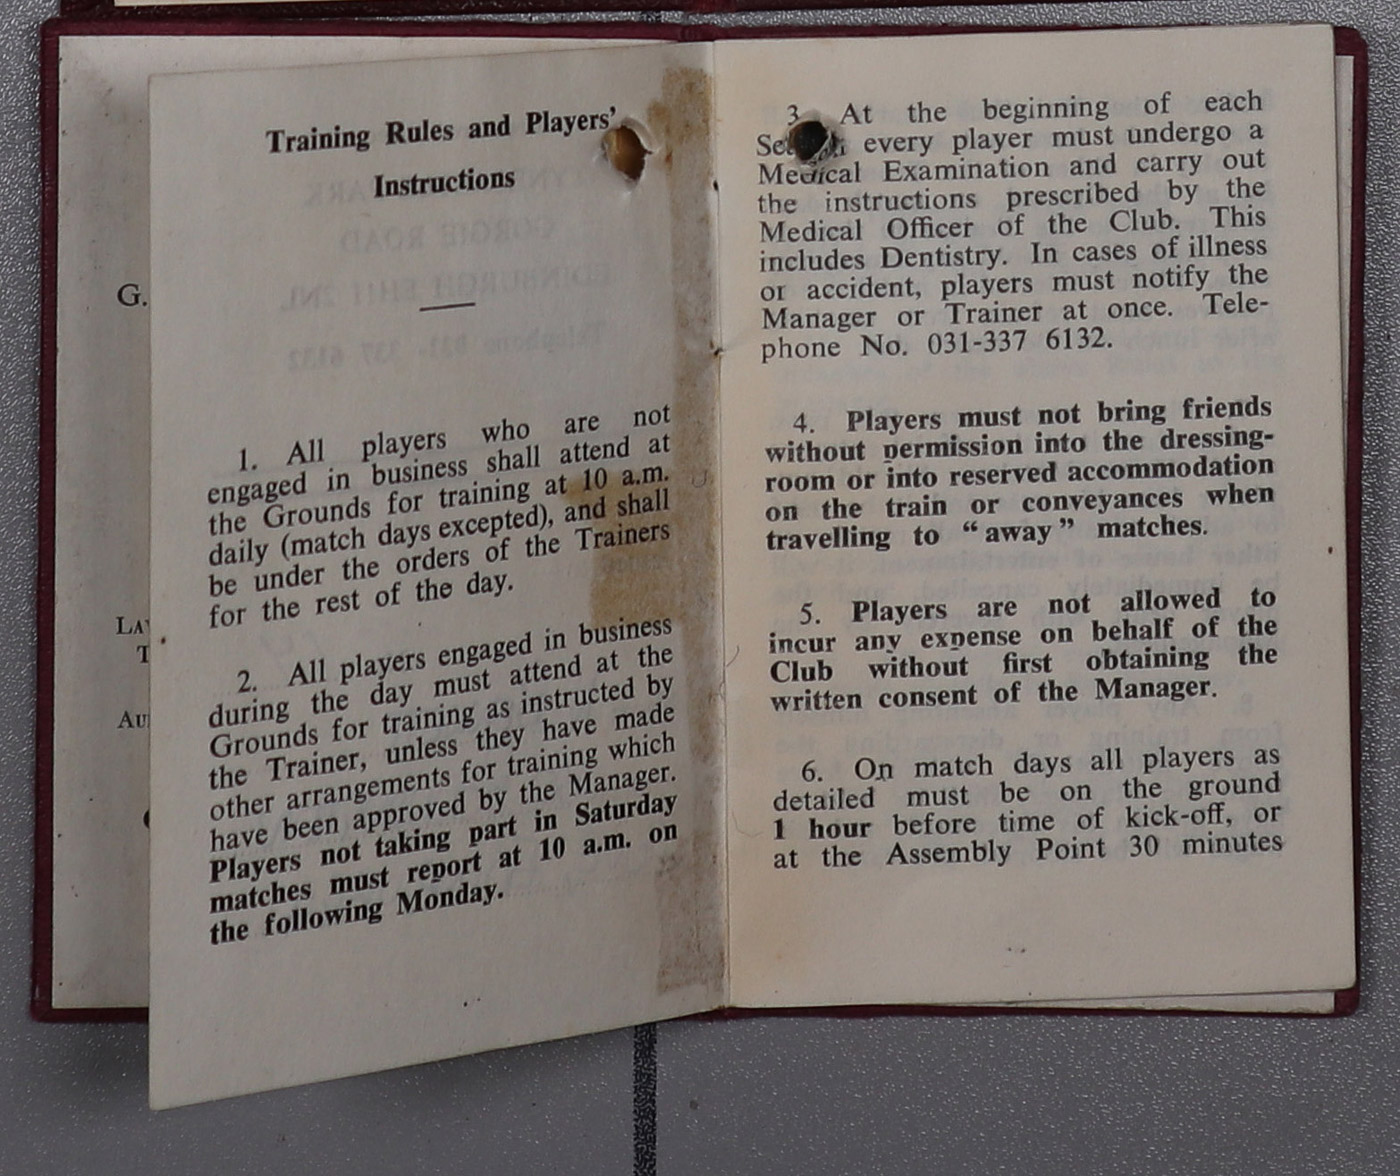 G.
Training Rules and Players'
Instructions
1. All players who are not
engaged in business shall attend at
the Grounds for training at 10 a.m.
daily (match days excepted), and shall
be under the orders of the Trainers
for the rest of the day.
2. All players engaged in business
during the day must attend at the
Grounds for training as instructed by
the Trainer, unless they have made
other arrangements for training which
have been approved by the Manager.
Players not taking part in Saturday
matches must report at 10 a.m. on
the following Monday.
3. At the beginning of each
every player must undergo a
Medical Examination and carry out
the instructions prescribed by the
Medical Officer of the Club. This
includes Dentistry. In cases of illness
or accident, players must notify the
Manager or Trainer at once. Tele-
phone No. 031-337 6132.
4. Players must not bring friends
without permission into the dressing-
room or into reserved accommodation
on the train or conveyances when
travelling to "away" matches.
5. Players are not allowed to
incur any expense on behalf of the
Club without first obtaining the
written consent of the Manager.
6. On match days all players as
detailed must be on the ground
1 hour before time of kick-off, or
at the Assembly Point 30 minutes